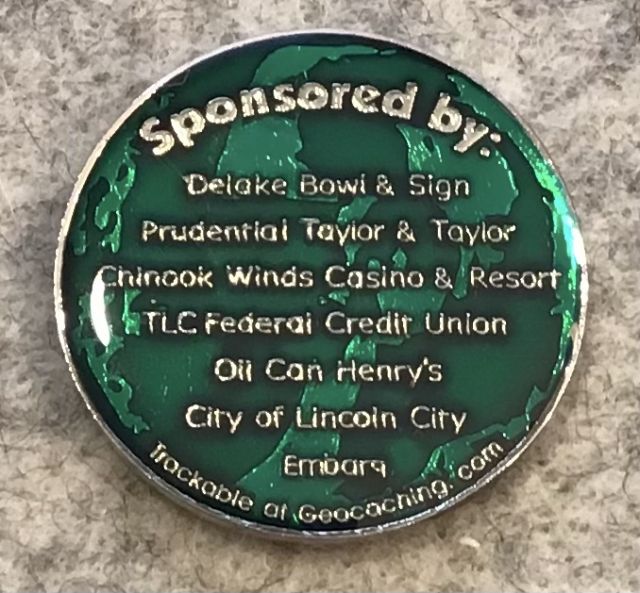 Sponsored by:
Delake Bowl & Sign
Prudential Taylor & Taylor
Chinook Winds Casino & Resort
TLC Federal Credit Union
Oil Can Henry's
City of Lincoln City
Embarq
Trackable at Geocaching.com